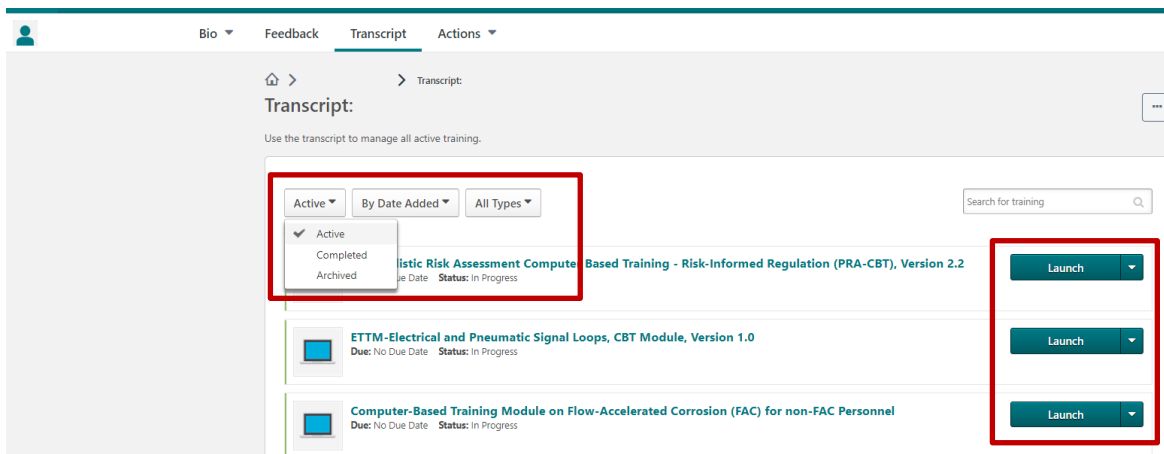 Bio Feedback Transcript Actions
Transcript:
Transcript:
Use the transcript to manage all active training.
Active By Date Added All Types Search for training
Active
Completed
Archived
Risk Assessment Computer Based Training - Risk-Informed Regulation (PRA-CBT), Version 2.2
Date Status: In Progress
Launch
ETTM-Electrical and Pneumatic Signal Loops, CBT Module, Version 1.0
Due: No Due Date Status: In Progress
Launch
Computer-Based Training Module on Flow-Accelerated Corrosion (FAC) for non-FAC Personnel
Due: No Due Date Status: In Progress
Launch